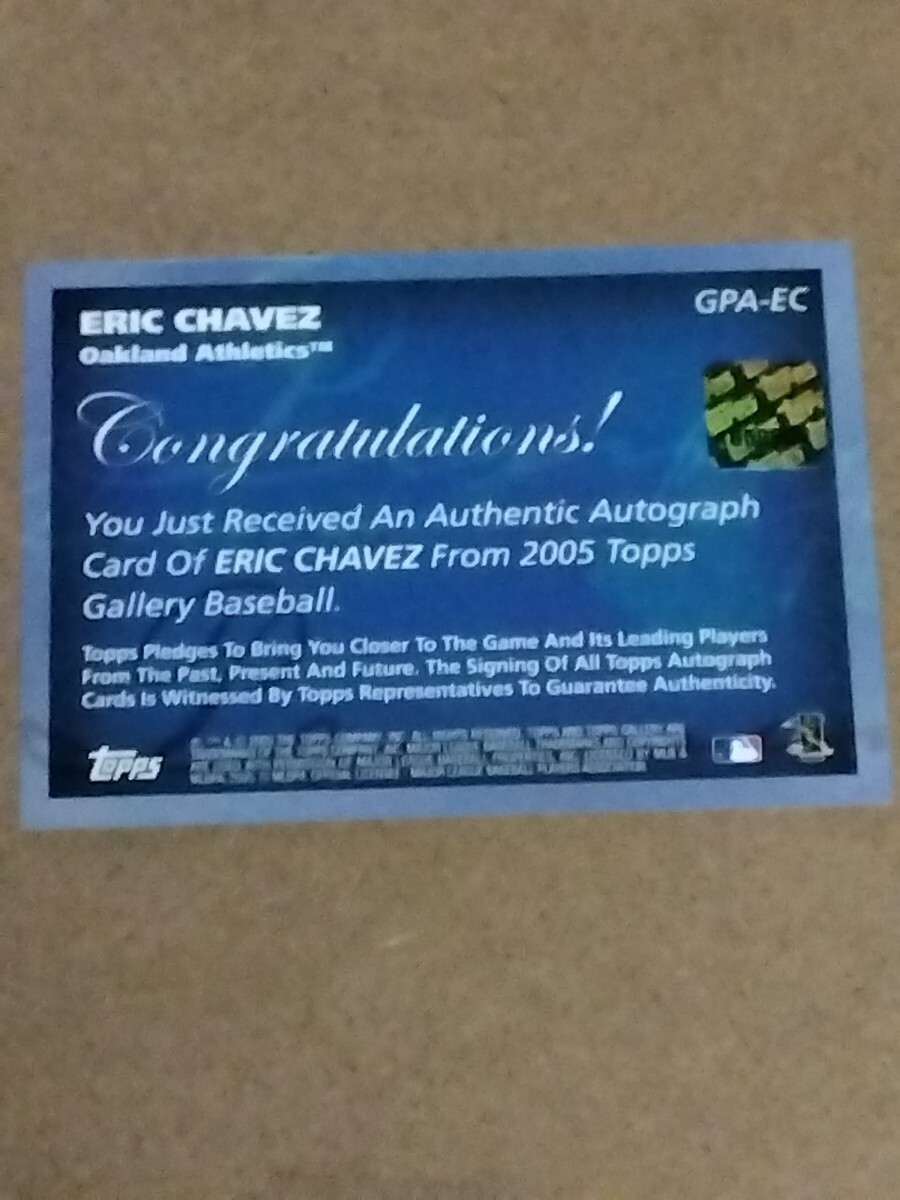 ERIC CHAVEZ
GPA-EC
Oakland Athletics™
Congratulations!
You Just Received An Authentic Autograph
Card Of ERIC CHAVEZ From 2005 Topps
Gallery Baseball.
Topps Pledges To Bring You Closer To The Game And Its Leading Players
From The Past, Present And Future. The Signing Of All Topps Autograph
Cards Is Witnessed By Topps Representatives To Guarantee Authenticity.
topps